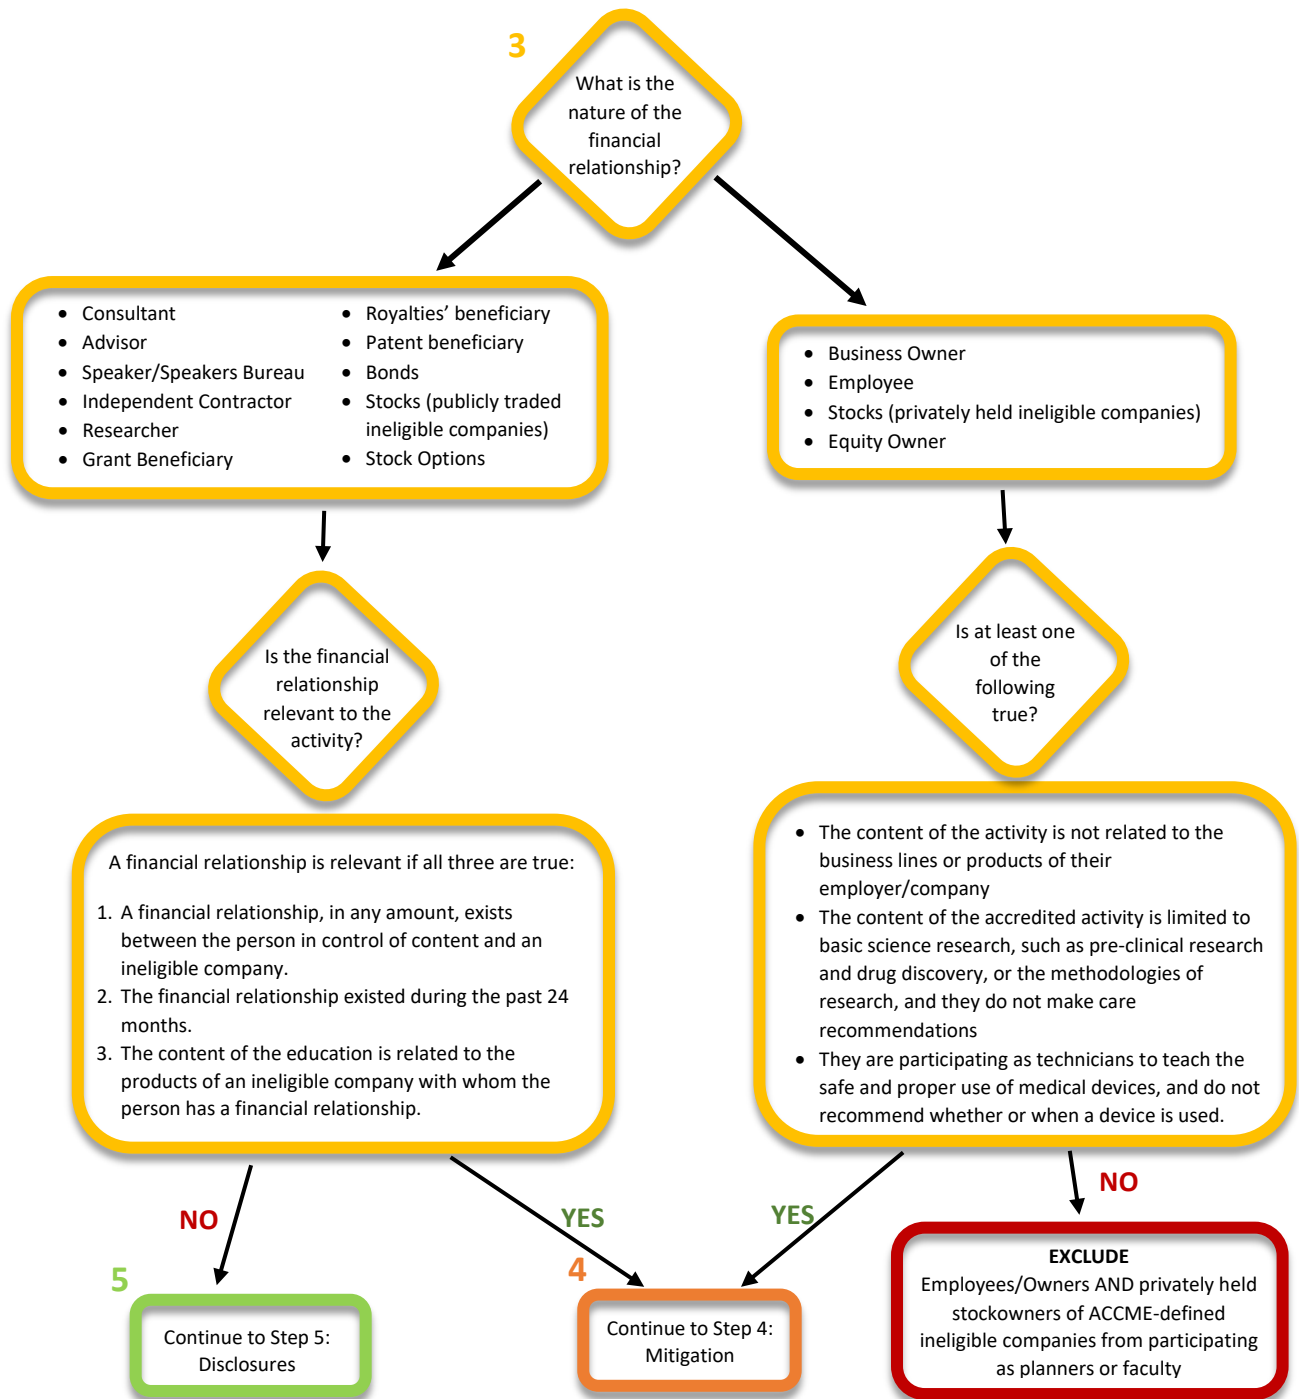 3
What is the
nature of the
financial
relationship?
• Consultant
• Advisor
• Speaker/Speakers Bureau
• Independent Contractor
• Researcher
• Grant Beneficiary
• Royalties’ beneficiary
• Patent beneficiary
• Bonds
• Stocks (publicly traded
ineligible companies)
• Stock Options
• Business Owner
• Employee
• Stocks (privately held ineligible companies)
• Equity Owner
Is the financial
relationship
relevant to the
activity?
Is at least one
of the
following
true?
A financial relationship is relevant if all three are true:
1. A financial relationship, in any amount, exists
between the person in control of content and an
ineligible company.
2. The financial relationship existed during the past 24
months.
3. The content of the education is related to the
products of an ineligible company with whom the
person has a financial relationship.
• The content of the activity is not related to the
business lines or products of their
employer/company
• The content of the accredited activity is limited to
basic science research, such as pre-clinical research
and drug discovery, or the methodologies of
research, and they do not make care
recommendations
• They are participating as technicians to teach the
safe and proper use of medical devices, and do not
recommend whether or when a device is used.
NO
YES
YES
NO
5
Continue to Step 5:
Disclosures
4
Continue to Step 4:
Mitigation
EXCLUDE
Employees/Owners AND privately held
stockowners of ACCME-defined
ineligible companies from participating
as planners or faculty